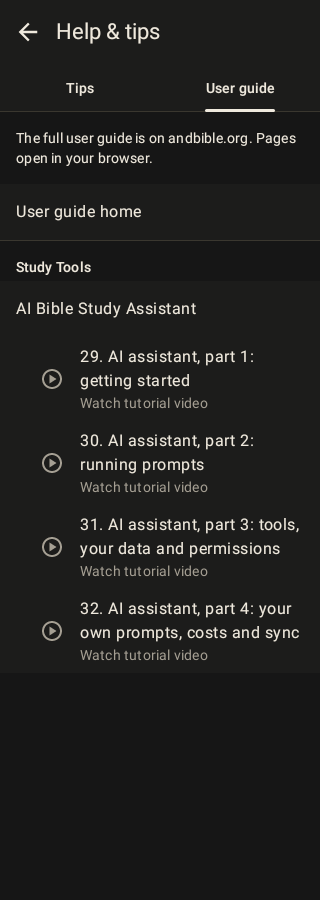 Help & tips
Tips
User guide
The full user guide is on andbible.org. Pages
open in your browser.
User guide home
Study Tools
AI Bible Study Assistant
29. AI assistant, part 1:
getting started
Watch tutorial video
30. AI assistant, part 2:
running prompts
Watch tutorial video
31. AI assistant, part 3: tools,
your data and permissions
Watch tutorial video
32. AI assistant, part 4: your
own prompts, costs and sync
Watch tutorial video